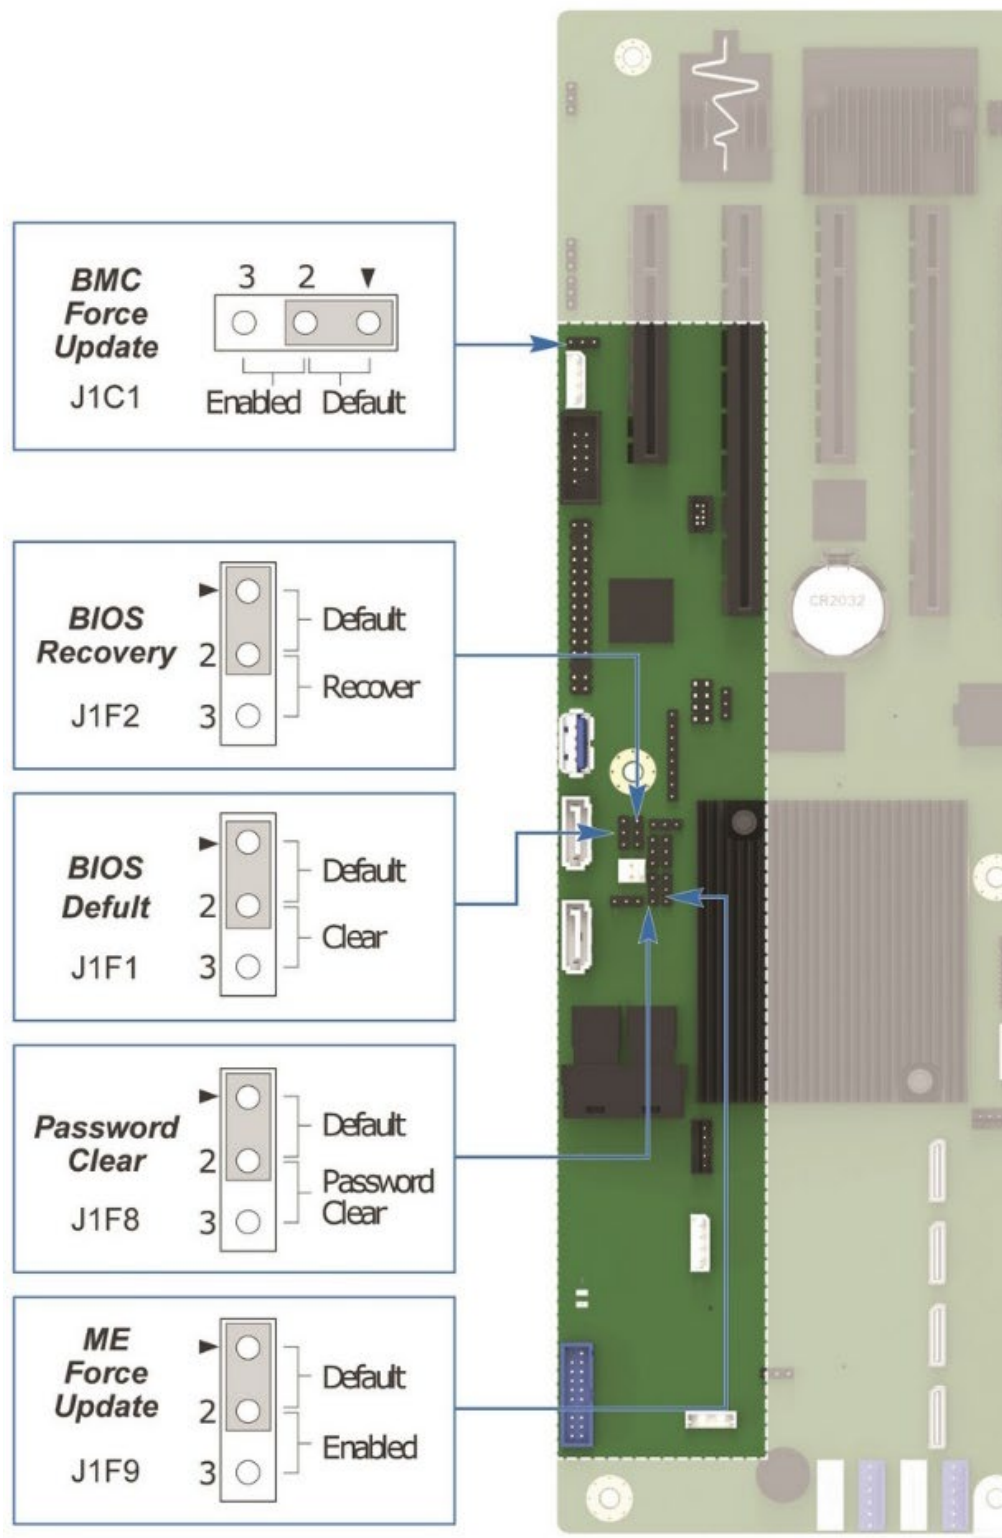 BMC
Force
Update
J1C1
3 2
Enabled Default
BIOS
Recovery
J1F2
2
3
Default
Recover
BIOS
Defult
J1F1
2
3
Default
Clear
Password
Clear
J1F8
2
3
Default
Password
Clear
ME
Force
Update
J1F9
2
3
Default
Enabled
CR2032